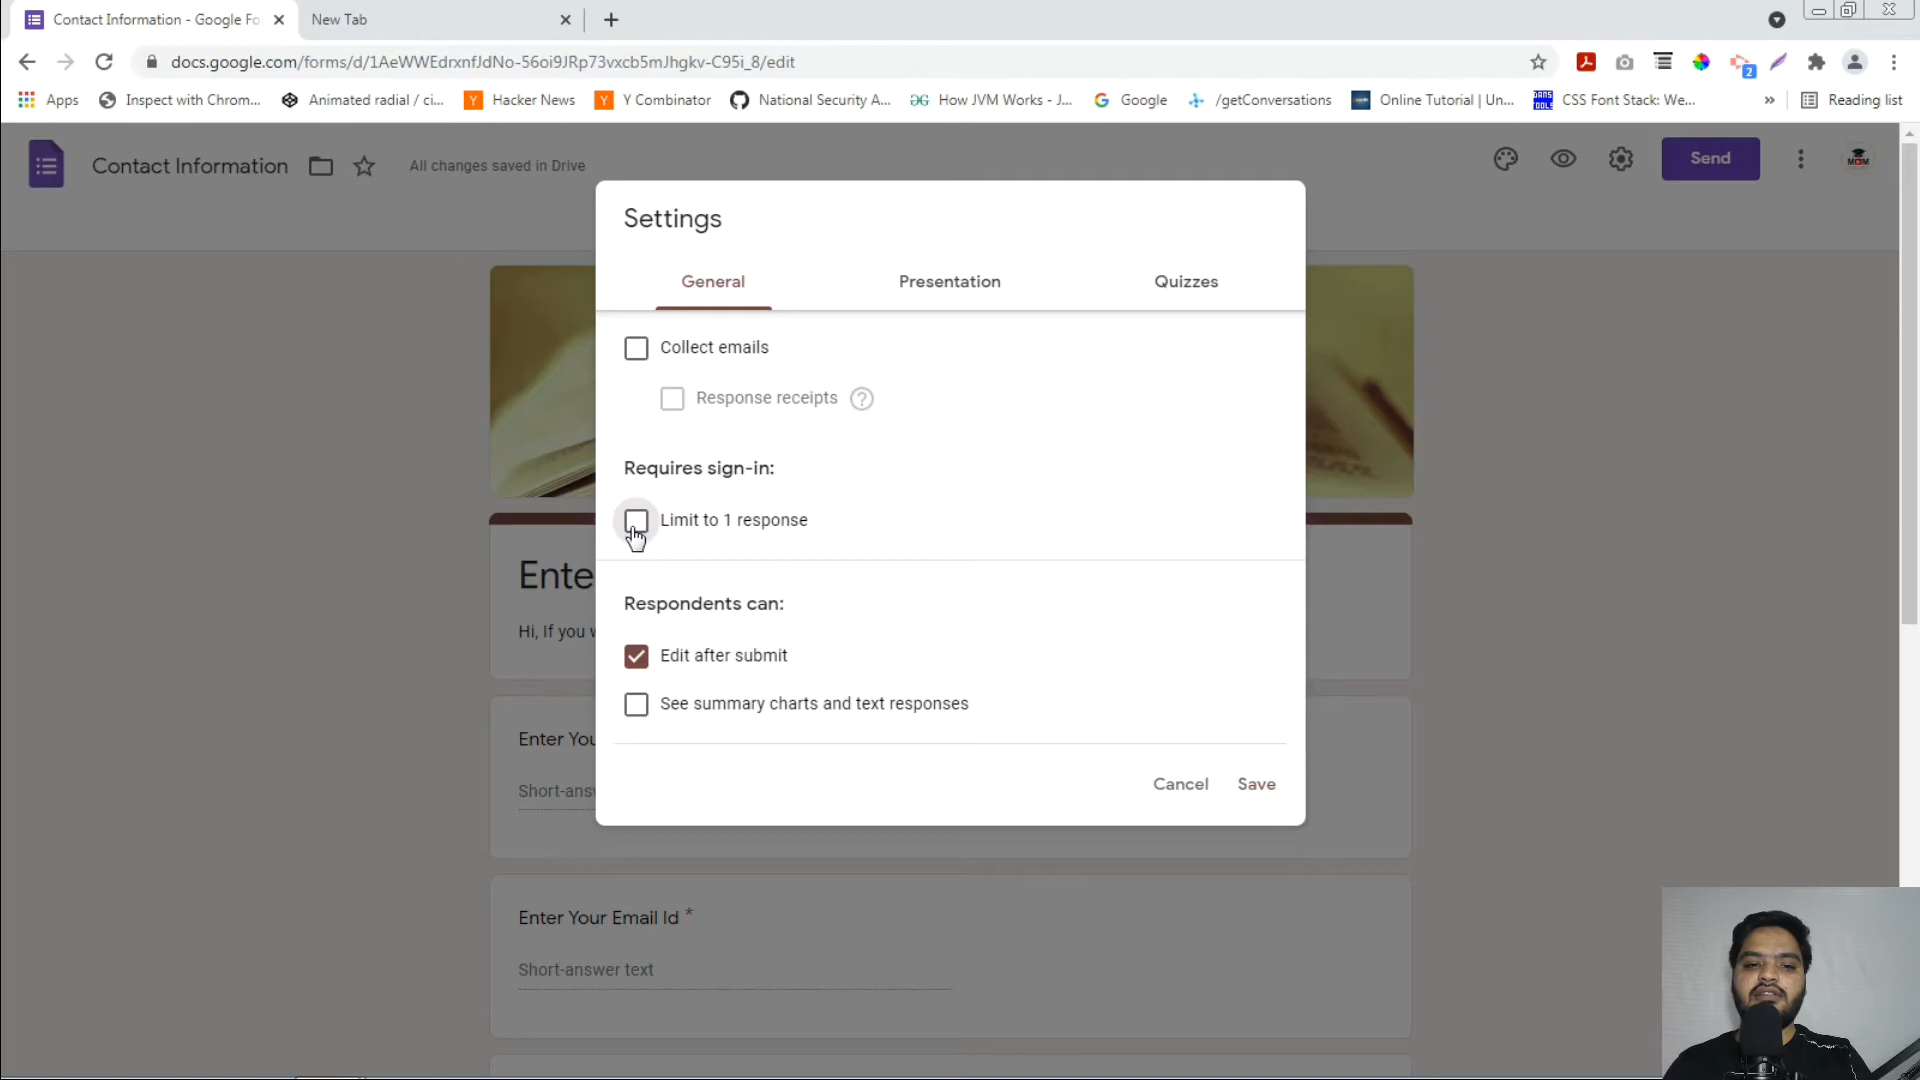 Contact Information - Google Fo
New Tab
docs.google.com/forms/d/1AeWWEdrxnfJdNo-56oi9JRp73vxcb5mJhgkv-C95i_8/edit
2
Apps
Inspect with Chrom...
Animated radial / ci...
Y
Hacker News
Y
Y Combinator
National Security A...
How JVM Works - J...
Google
/getConversations
Online Tutorial | Un...
CSS Font Stack: We...
»
Reading list
Contact Information
All changes saved in Drive
Send
Settings
General
Presentation
Quizzes
Collect emails
Response receipts
?
Requires sign-in:
Limit to 1 response
Ente
Respondents can:
Hi, If you w
Edit after submit
See summary charts and text responses
Enter You
Short-ans
Cancel
Save
Enter Your Email Id *
Short-answer text